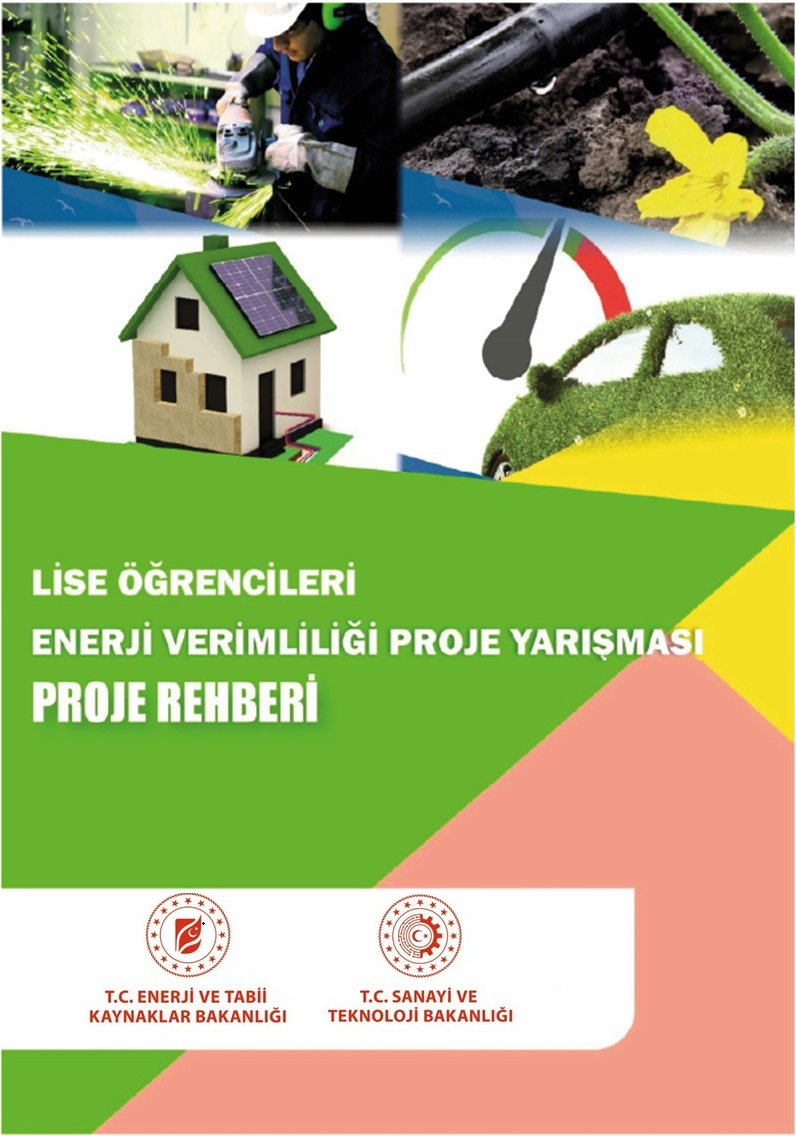 LİSE ÖĞRENCİLERİ
ENERJİ VERİMLİLİĞİ PROJE YARIŞMASI
PROJE REHBERİ
T.C. ENERJİ VE TABİİ
KAYNAKLAR BAKANLIĞI
T.C. SANAYİ VE
TEKNOLOJİ BAKANLIĞI